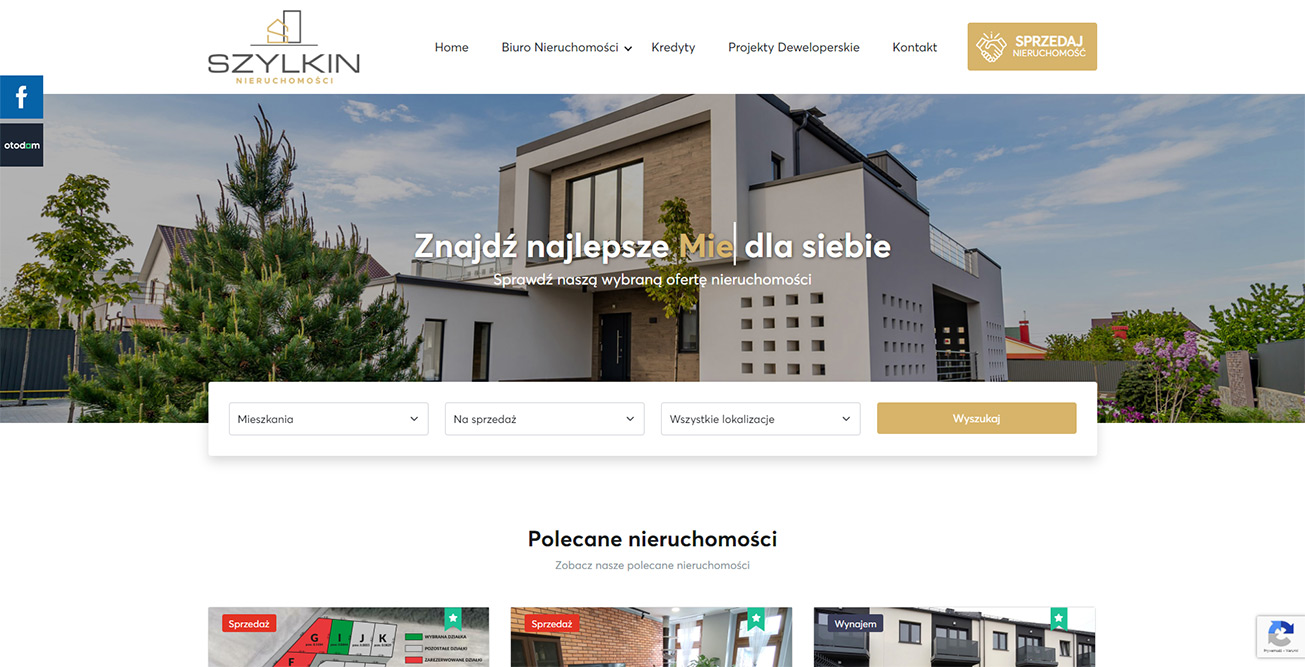 SZYLKIN
NIERUCHOMOŚCI
Home
Biuro Nieruchomości
Kredyty
Projekty Deweloperskie
Kontakt
SPRZEDAJ
NIERUCHOMOŚĆ
f
otodom
Znajdź najlepsze Mie dla siebie
Sprawdź naszą wybraną ofertę nieruchomości
Mieszkania
Na sprzedaż
Wszystkie lokalizacje
Wyszukaj
Polecane nieruchomości
Zobacz nasze polecane nieruchomości
Sprzedaż
G I J K
F
WYBRANA DZIAŁKA
POZOSTAŁE DZIAŁKI
ZAREZERWOWANE DZIAŁKI
Sprzedaż
Wynajem